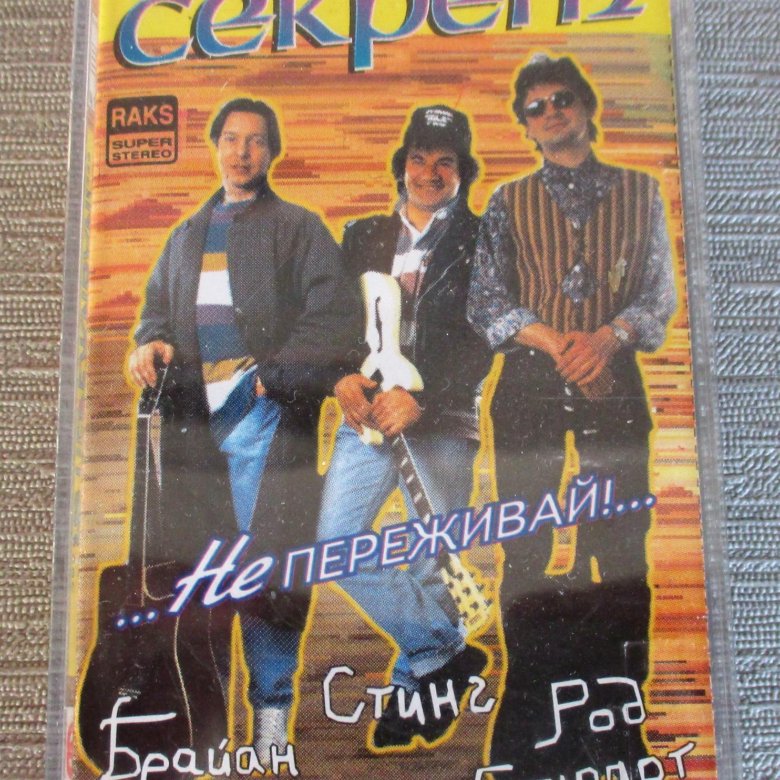 секрет
RAKS
SUPER
STEREO
...Не ПЕРЕЖИВАЙ!...
Стинг Род
Брайан